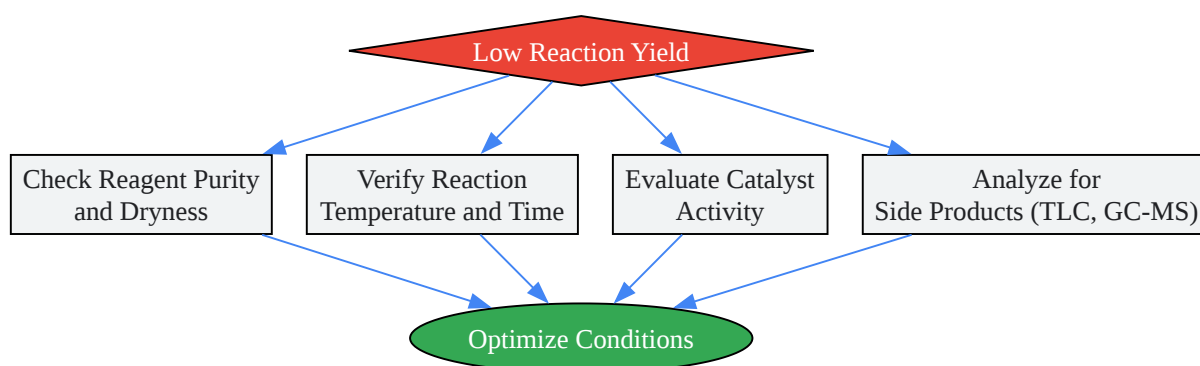 Low Reaction Yield
Check Reagent Purity
and Dryness
Verify Reaction
Temperature and Time
Evaluate Catalyst
Activity
Analyze for
Side Products (TLC, GC-MS)
Optimize Conditions